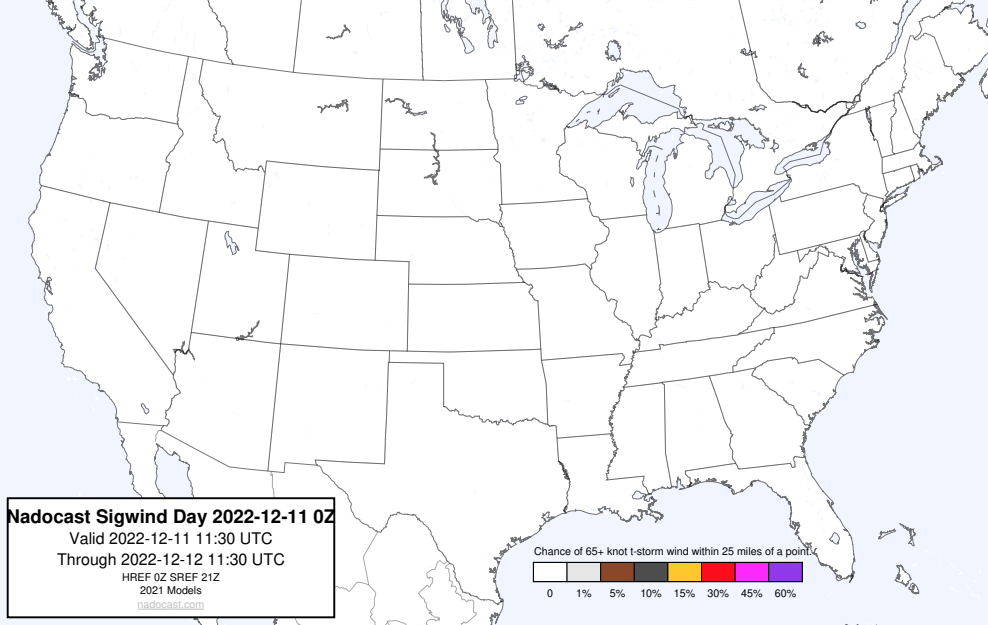 Nadocast Sigwind Day 2022-12-11 0Z
Valid 2022-12-11 11:30 UTC
Through 2022-12-12 11:30 UTC
HREF 0Z SREF 21Z
2021 Models
nadocast.com
Chance of 65+ knot t-storm wind within 25 miles of a point.
0 1% 5% 10% 15% 30% 45% 60%